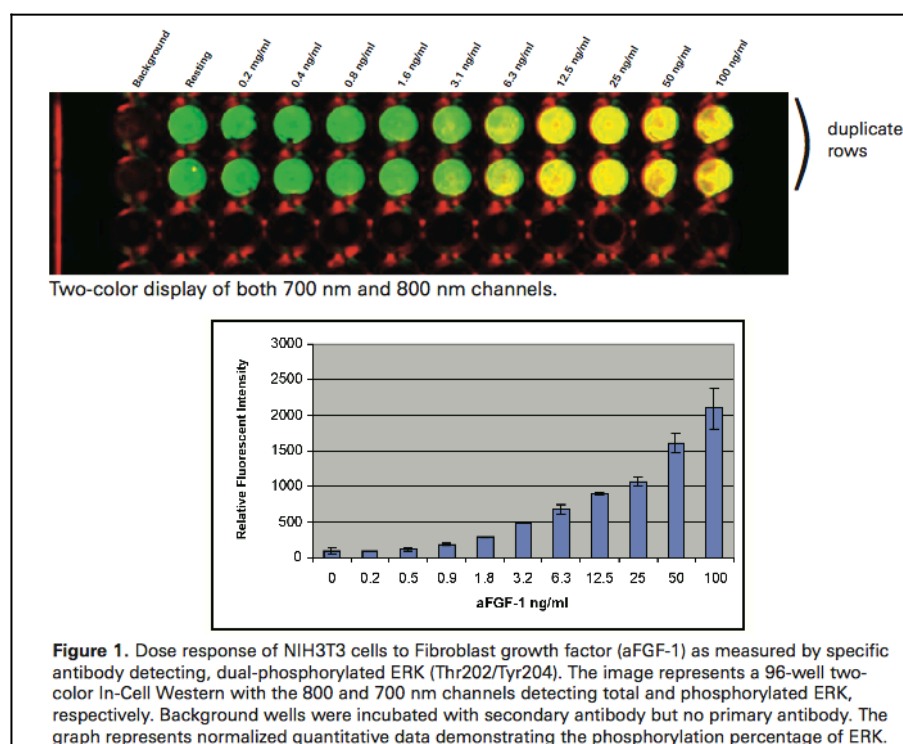 Background
Resting
0.2 mg/ml
0.4 ng/ml
0.8 ng/ml
1.6 ng/ml
3.1 ng/ml
6.3 ng/ml
12.5 ng/ml
25 ng/ml
50 ng/ml
100 ng/ml
duplicate
rows
Two-color display of both 700 nm and 800 nm channels.
Relative Fluorescent Intensity
3000
2500
2000
1500
1000
500
0
0 0.2 0.5 0.9 1.8 3.2 6.3 12.5 25 50 100
aFGF-1 ng/ml
Figure 1. Dose response of NIH3T3 cells to Fibroblast growth factor (aFGF-1) as measured by specific
antibody detecting, dual-phosphorylated ERK (Thr202/Tyr204). The image represents a 96-well two-
color In-Cell Western with the 800 and 700 nm channels detecting total and phosphorylated ERK,
respectively. Background wells were incubated with secondary antibody but no primary antibody. The
graph represents normalized quantitative data demonstrating the phosphorylation percentage of ERK.